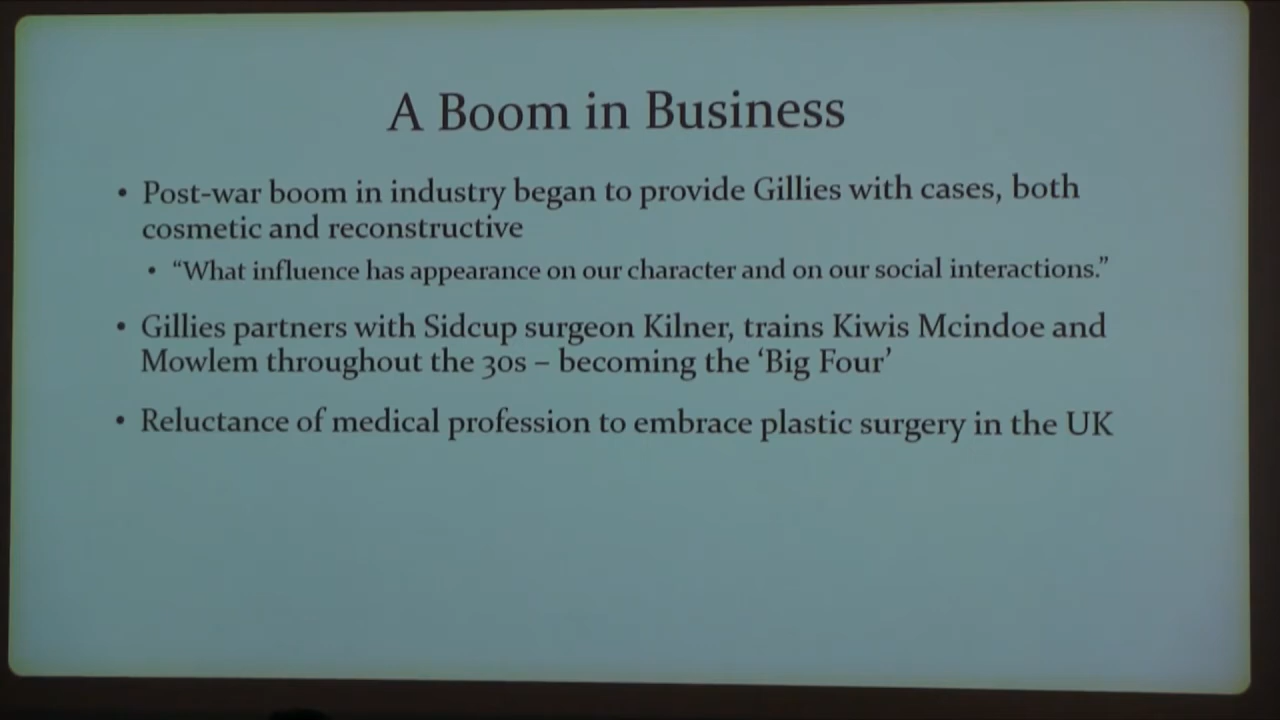 A Boom in Business
• Post-war boom in industry began to provide Gillies with cases, both
cosmetic and reconstructive
• “What influence has appearance on our character and on our social interactions.”
• Gillies partners with Sidcup surgeon Kilner, trains Kiwis Mcindoe and
Mowlem throughout the 30s – becoming the ‘Big Four’
• Reluctance of medical profession to embrace plastic surgery in the UK